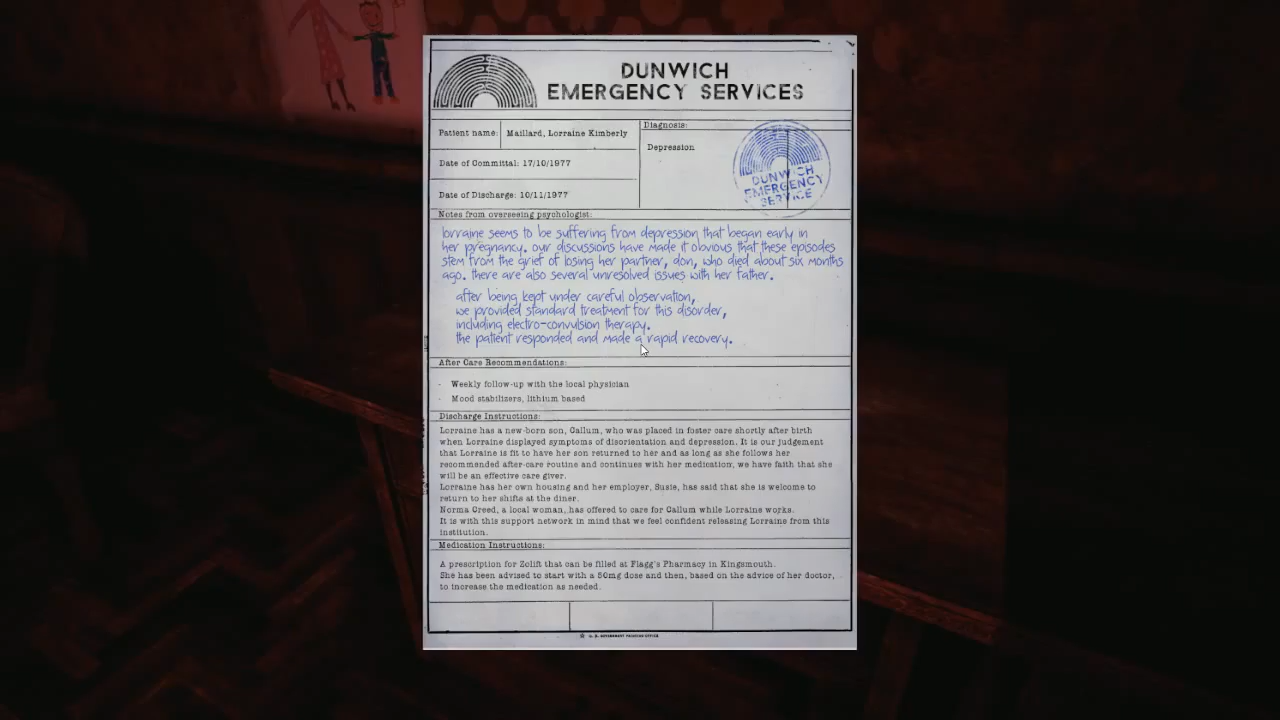 DUNWICH
EMERGENCY SERVICES
Patient name: Maillard, Lorraine Kimberly
Diagnosis:
Depression
Date of Committal: 17/10/1977
Date of Discharge: 10/11/1977
DUNWICH
EMERGENCY
SERVICE
Notes from overseeing psychologist:
lorraine seems to be suffering from depression that began early in
her pregnancy. our discussions have made it obvious that these episodes
stem from the grief of losing her partner, don, who died about six months
ago. there are also several unresolved issues with her father.
after being kept under careful observation,
we provided standard treatment for this disorder,
including electro-convulsion therapy.
the patient responded and made a rapid recovery.
After Care Recommendations:
- Weekly follow-up with the local physician
- Mood stabilizers, lithium based
Discharge Instructions:
Lorraine has a new-born son, Callum, who was placed in foster care shortly after birth
when Lorraine displayed symptoms of disorientation and depression. It is our judgement
that Lorraine is fit to have her son returned to her and as long as she follows her
recommended after-care routine and continues with her medication, we have faith that she
will be an effective care giver.
Lorraine has her own housing and her employer, Susie, has said that she is welcome to
return to her shifts at the diner.
Norma Creed, a local woman, has offered to care for Callum while Lorraine works.
It is with this support network in mind that we feel confident releasing Lorraine from this
institution.
Medication Instructions:
A prescription for Zolift that can be filled at Flagg's Pharmacy in Kingsmouth.
She has been advised to start with a 50mg dose and then, based on the advice of her doctor,
to increase the medication as needed.
U. S. GOVERNMENT PRINTING OFFICE